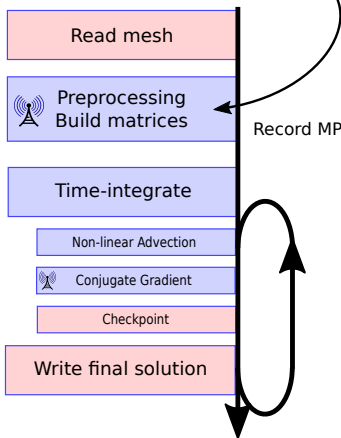 Read mesh
Preprocessing
Build matrices
Record MP
Time-integrate
Non-linear Advection
Conjugate Gradient
Checkpoint
Write final solution